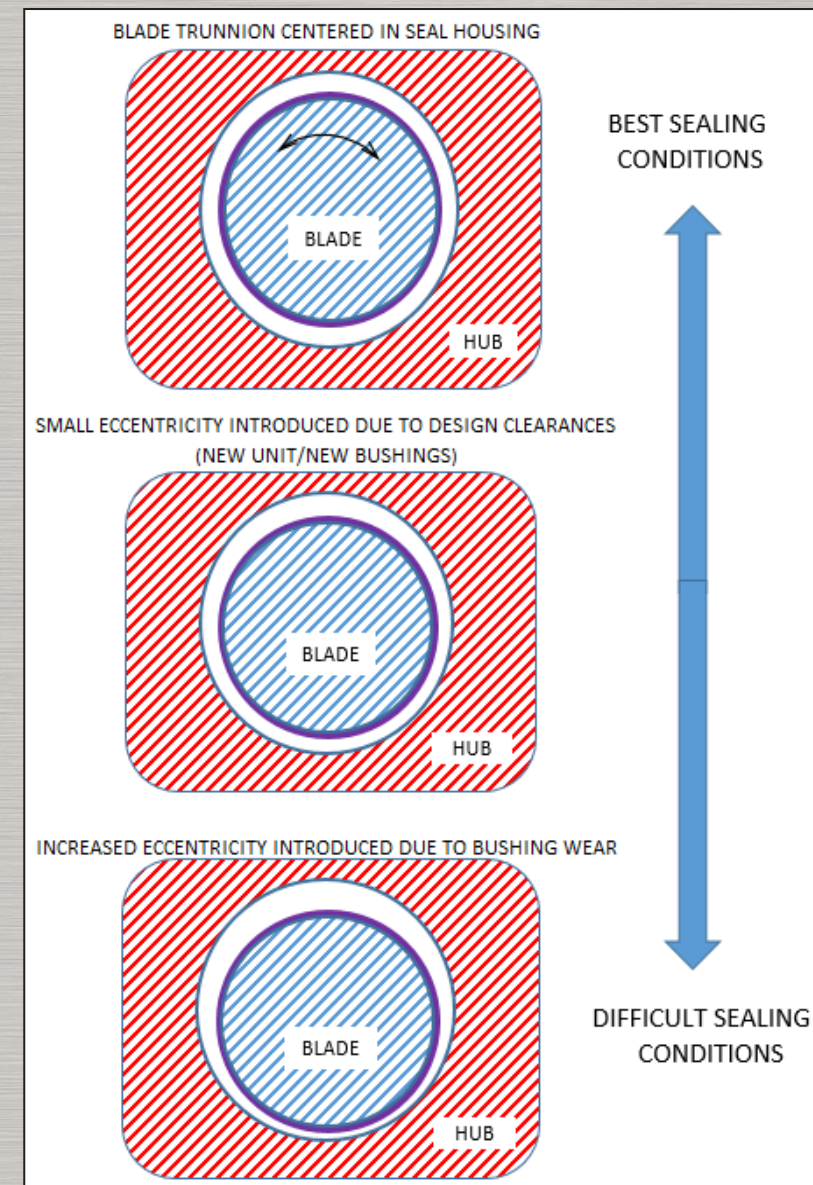 BLADE TRUNNION CENTERED IN SEAL HOUSING
BLADE
HUB
BEST SEALING
CONDITIONS
SMALL ECCENTRICITY INTRODUCED DUE TO DESIGN CLEARANCES
(NEW UNIT/NEW BUSHINGS)
BLADE
HUB
INCREASED ECCENTRICITY INTRODUCED DUE TO BUSHING WEAR
BLADE
HUB
DIFFICULT SEALING
CONDITIONS